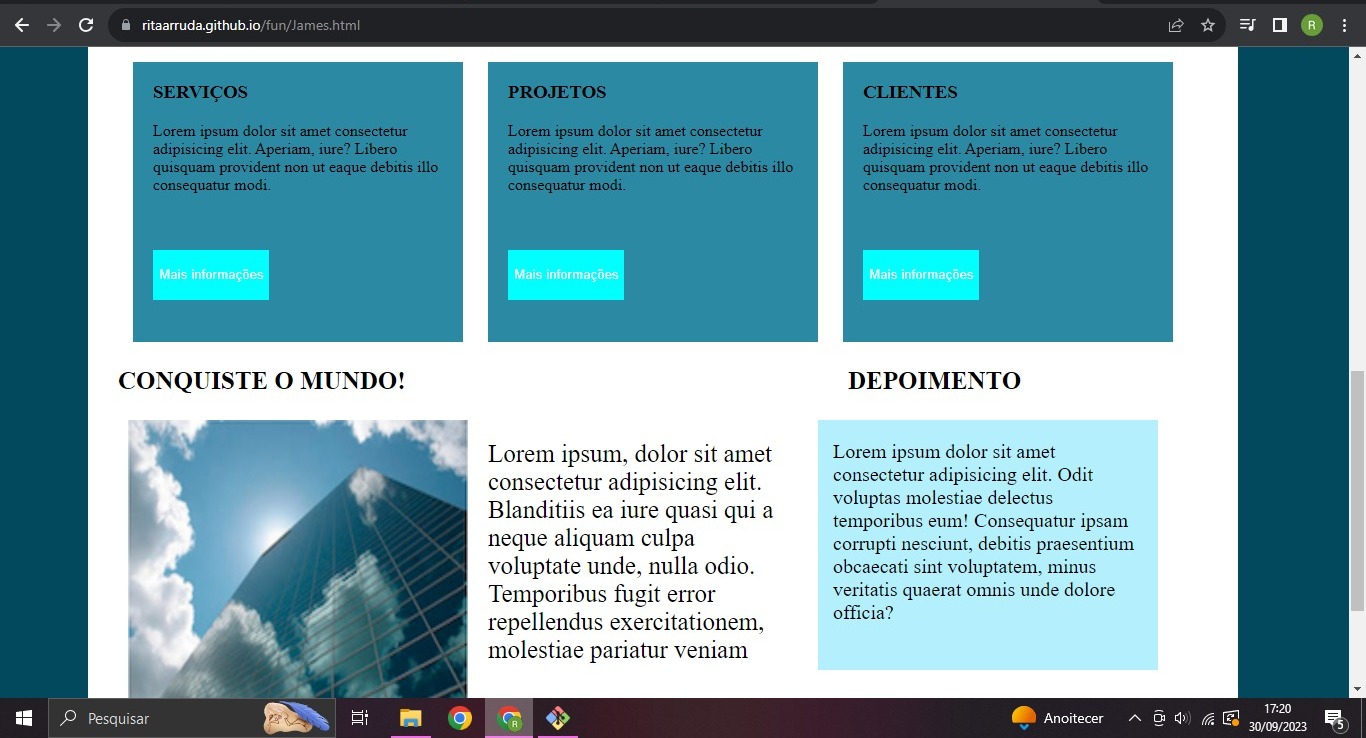 ritaarruda.github.io/fun/James.html
R
SERVIÇOS
Lorem ipsum dolor sit amet consectetur
adipisicing elit. Aperiam, iure? Libero
quisquam provident non ut eaque debitis illo
consequatur modi.
Mais informações
PROJETOS
Lorem ipsum dolor sit amet consectetur
adipisicing elit. Aperiam, iure? Libero
quisquam provident non ut eaque debitis illo
consequatur modi.
Mais informações
CLIENTES
Lorem ipsum dolor sit amet consectetur
adipisicing elit. Aperiam, iure? Libero
quisquam provident non ut eaque debitis illo
consequatur modi.
Mais informações
CONQUISTE O MUNDO!
Lorem ipsum, dolor sit amet
consectetur adipisicing elit.
Blanditiis ea iure quasi qui a
neque aliquam culpa
voluptate unde, nulla odio.
Temporibus fugit error
repellendus exercitationem,
molestiae pariatur veniam
DEPOIMENTO
Lorem ipsum dolor sit amet
consectetur adipisicing elit. Odit
voluptas molestiae delectus
temporibus eum! Consequatur ipsam
corrupti nesciunt, debitis praesentium
obcaecati sint voluptatem, minus
veritatis quaerat omnis unde dolore
officia?
Pesquisar
R
Anoitecer
17:20
30/09/2023
5